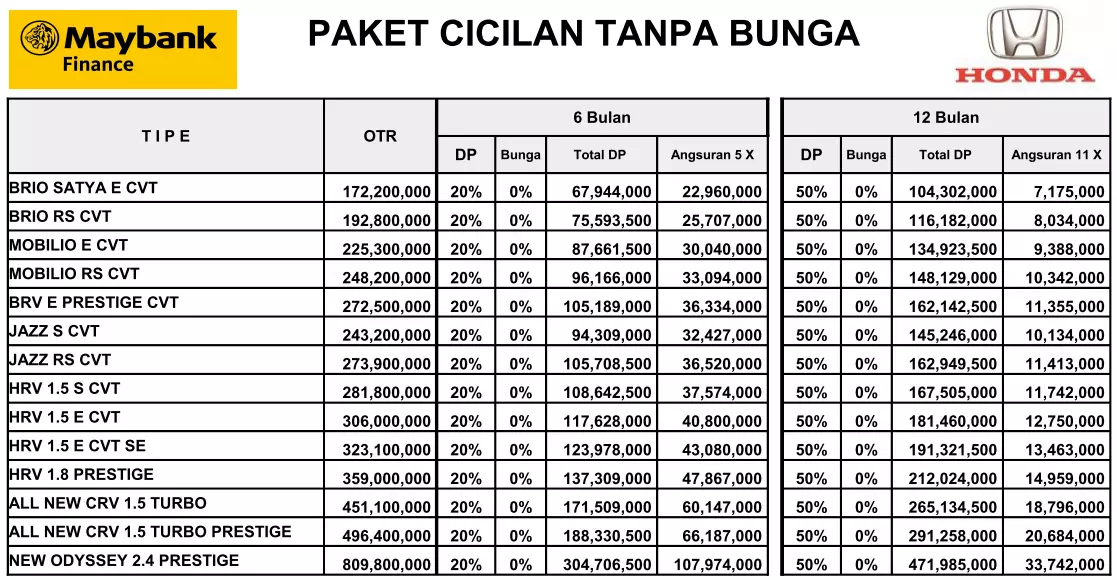 Maybank
Finance
PAKET CICILAN TANPA BUNGA
HONDA
T I P E OTR 6 Bulan 12 Bulan
DP Bunga Total DP Angsuran 5 X DP Bunga Total DP Angsuran 11 X
BRIO SATYA E CVT 172,200,000 20% 0% 67,944,000 22,960,000 50% 0% 104,302,000 7,175,000
BRIO RS CVT 192,800,000 20% 0% 75,593,500 25,707,000 50% 0% 116,182,000 8,034,000
MOBILIO E CVT 225,300,000 20% 0% 87,661,500 30,040,000 50% 0% 134,923,500 9,388,000
MOBILIO RS CVT 248,200,000 20% 0% 96,166,000 33,094,000 50% 0% 148,129,000 10,342,000
BRV E PRESTIGE CVT 272,500,000 20% 0% 105,189,000 36,334,000 50% 0% 162,142,500 11,355,000
JAZZ S CVT 243,200,000 20% 0% 94,309,000 32,427,000 50% 0% 145,246,000 10,134,000
JAZZ RS CVT 273,900,000 20% 0% 105,708,500 36,520,000 50% 0% 162,949,500 11,413,000
HRV 1.5 S CVT 281,800,000 20% 0% 108,642,500 37,574,000 50% 0% 167,505,000 11,742,000
HRV 1.5 E CVT 306,000,000 20% 0% 117,628,000 40,800,000 50% 0% 181,460,000 12,750,000
HRV 1.5 E CVT SE 323,100,000 20% 0% 123,978,000 43,080,000 50% 0% 191,321,500 13,463,000
HRV 1.8 PRESTIGE 359,000,000 20% 0% 137,309,000 47,867,000 50% 0% 212,024,000 14,959,000
ALL NEW CRV 1.5 TURBO 451,100,000 20% 0% 171,509,000 60,147,000 50% 0% 265,134,500 18,796,000
ALL NEW CRV 1.5 TURBO PRESTIGE 496,400,000 20% 0% 188,330,500 66,187,000 50% 0% 291,258,000 20,684,000
NEW ODYSSEY 2.4 PRESTIGE 809,800,000 20% 0% 304,706,500 107,974,000 50% 0% 471,985,000 33,742,000